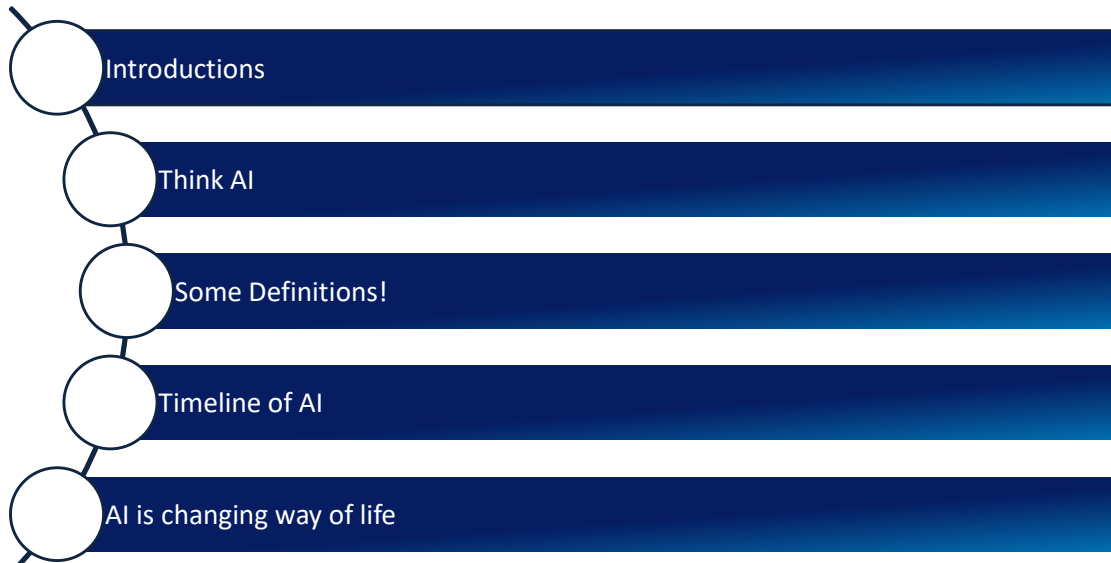 Introductions
Think AI
Some Definitions!
Timeline of AI
AI is changing way of life